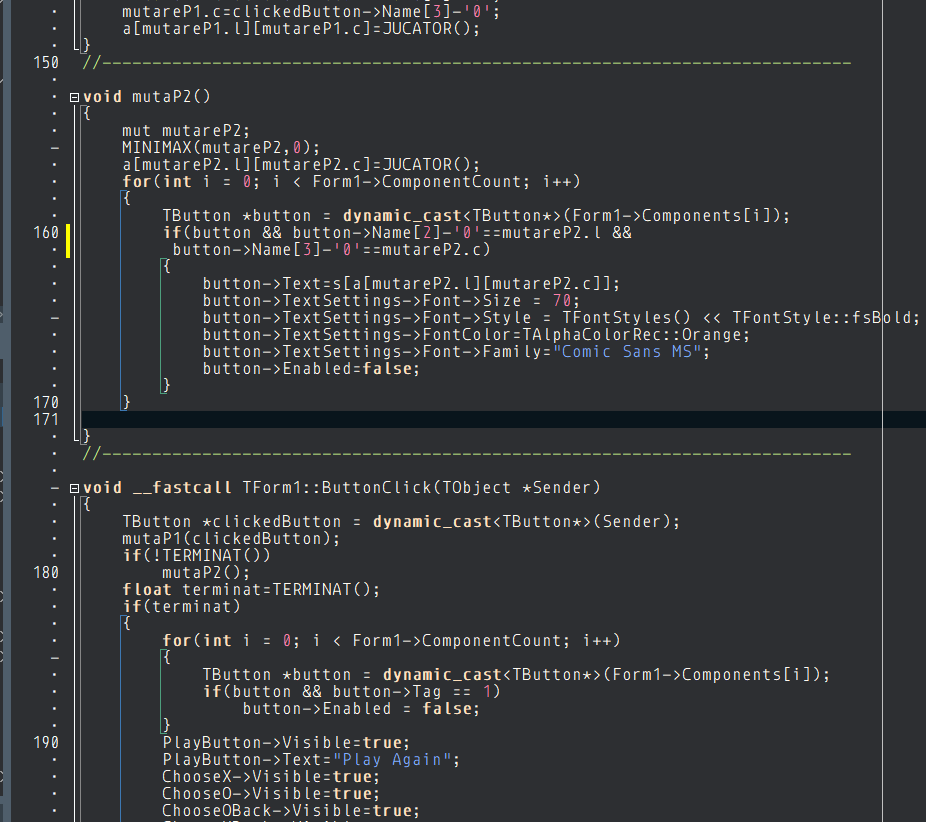 mutareP1.c=clickedButton->Name[3]-'0';
a[mutareP1.l][mutareP1.c]=JUCATOR();
}
150 //---------------------------------------------------------------------------
void mutaP2()
{
mut mutareP2;
MINIMAX(mutareP2,0);
a[mutareP2.l][mutareP2.c]=JUCATOR();
for(int i = 0; i < Form1->ComponentCount; i++)
{
TButton *button = dynamic_cast<TButton*>(Form1->Components[i]);
160 if(button && button->Name[2]-'0'==mutareP2.l &&
button->Name[3]-'0'==mutareP2.c)
{
button->Text=s[a[mutareP2.l][mutareP2.c]];
button->TextSettings->Font->Size = 70;
button->TextSettings->Font->Style = TFontStyles() << TFontStyle::fsBold;
button->TextSettings->FontColor=TAlphaColorRec::Orange;
button->TextSettings->Font->Family="Comic Sans MS";
button->Enabled=false;
}
170 }
171
}
//---------------------------------------------------------------------------
void __fastcall TForm1::ButtonClick(TObject *Sender)
{
TButton *clickedButton = dynamic_cast<TButton*>(Sender);
mutaP1(clickedButton);
if(!TERMINAT())
180 mutaP2();
float terminat=TERMINAT();
if(terminat)
{
for(int i = 0; i < Form1->ComponentCount; i++)
{
TButton *button = dynamic_cast<TButton*>(Form1->Components[i]);
if(button && button->Tag == 1)
button->Enabled = false;
}
190 PlayButton->Visible=true;
PlayButton->Text="Play Again";
ChooseX->Visible=true;
ChooseO->Visible=true;
ChooseOBack->Visible=true;